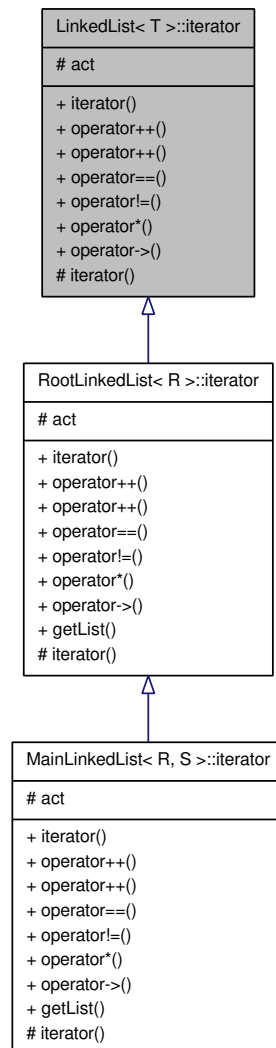 LinkedList< T >::iterator
# act
+ iterator()
+ operator++()
+ operator++()
+ operator==()
+ operator!=()
+ operator*()
+ operator->()
# iterator()
RootLinkedList< R >::iterator
# act
+ iterator()
+ operator++()
+ operator++()
+ operator==()
+ operator!=()
+ operator*()
+ operator->()
+ getList()
# iterator()
MainLinkedList< R, S >::iterator
# act
+ iterator()
+ operator++()
+ operator++()
+ operator==()
+ operator!=()
+ operator*()
+ operator->()
+ getList()
# iterator()